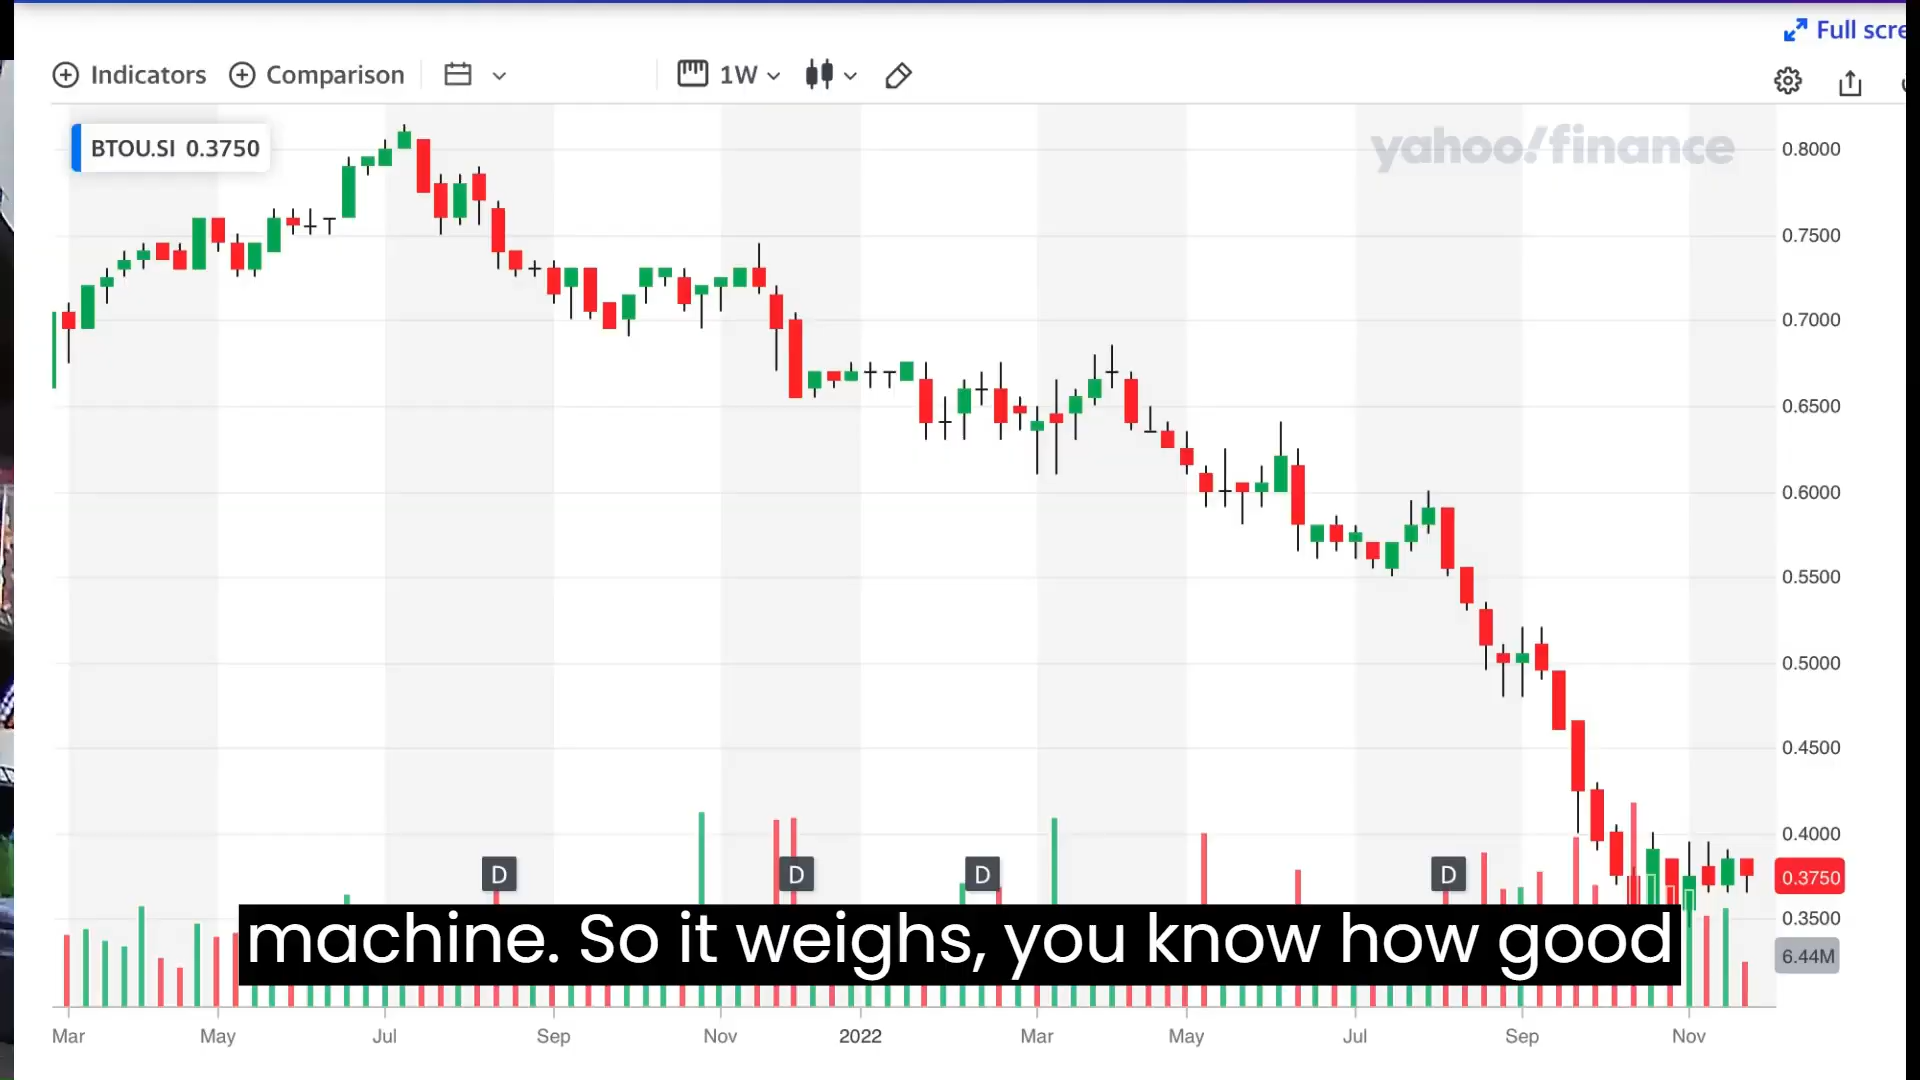 Full scre
Indicators
Comparison
1W
BTOU.SI 0.3750
yahoo!finance
0.8000
0.7500
0.7000
0.6500
0.6000
0.5500
0.5000
0.4500
0.4000
0.3750
0.3500
6.44M
D
D
D
D
machine. So it weighs, you know how good
Mar
May
Jul
Sep
Nov
2022
Mar
May
Jul
Sep
Nov